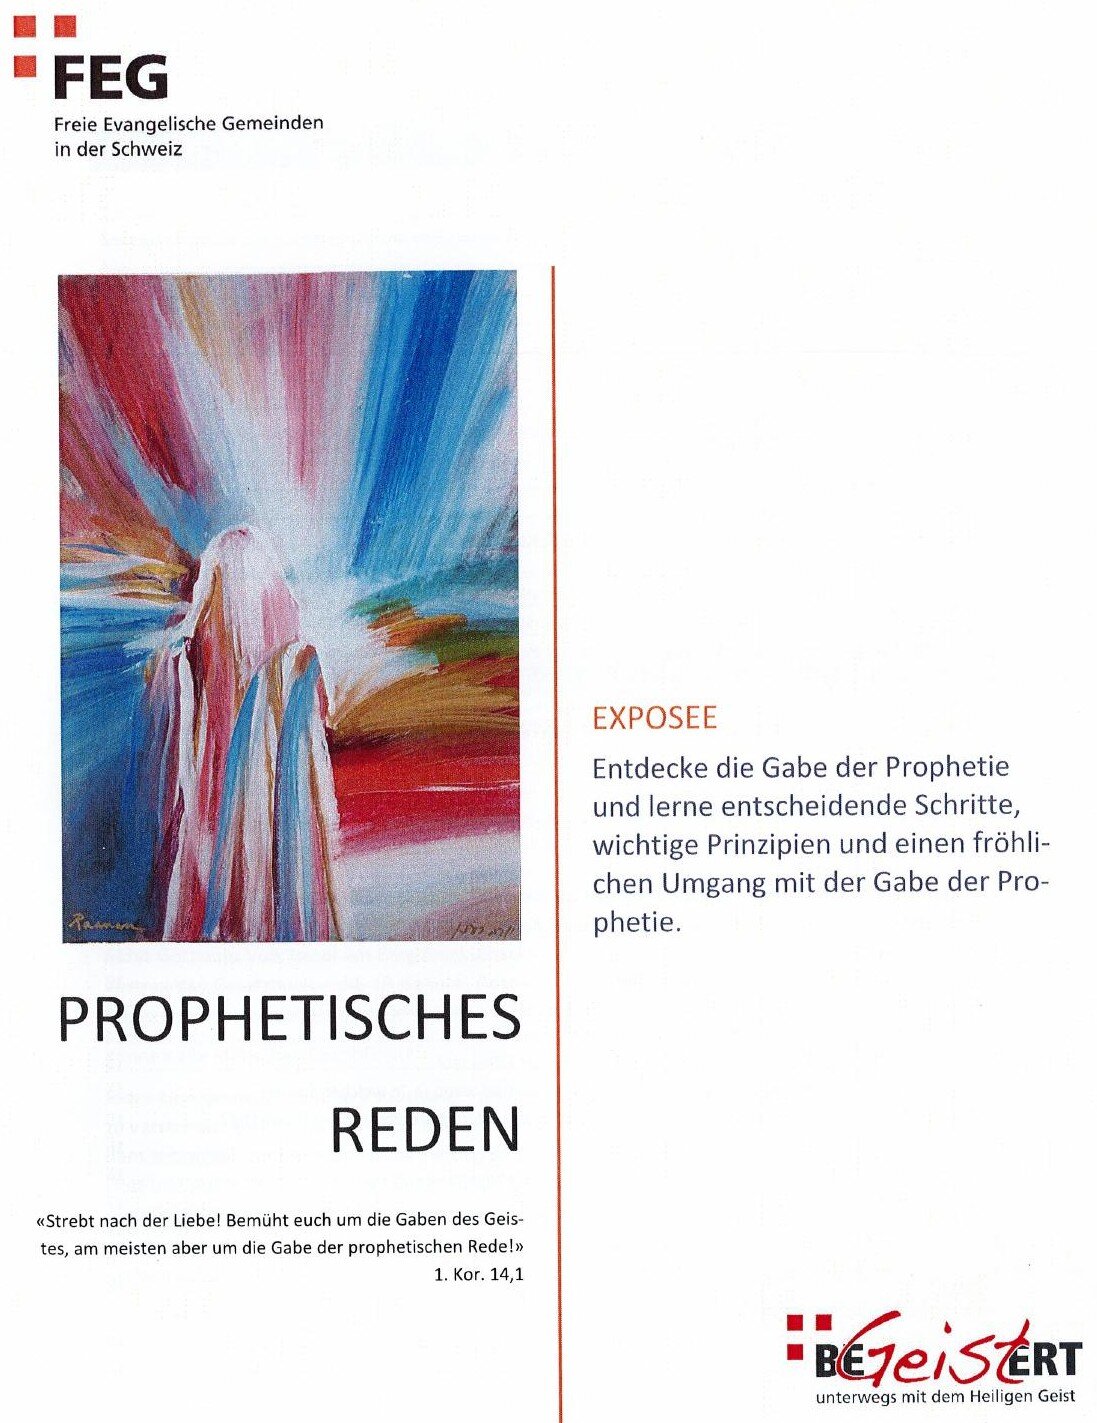 FEG
Freie Evangelische Gemeinden
in der Schweiz
Ramon
EXPOSEE
Entdecke die Gabe der Prophetie
und lerne entscheidende Schritte,
wichtige Prinzipien und einen fröhli-
chen Umgang mit der Gabe der Pro-
phetie.
PROPHETISCHES
REDEN
«Strebt nach der Liebe! Bemüht euch um die Gaben des Geis-
tes, am meisten aber um die Gabe der prophetischen Rede!»
1. Kor. 14,1
BEGeistERT
unterwegs mit dem Heiligen Geist